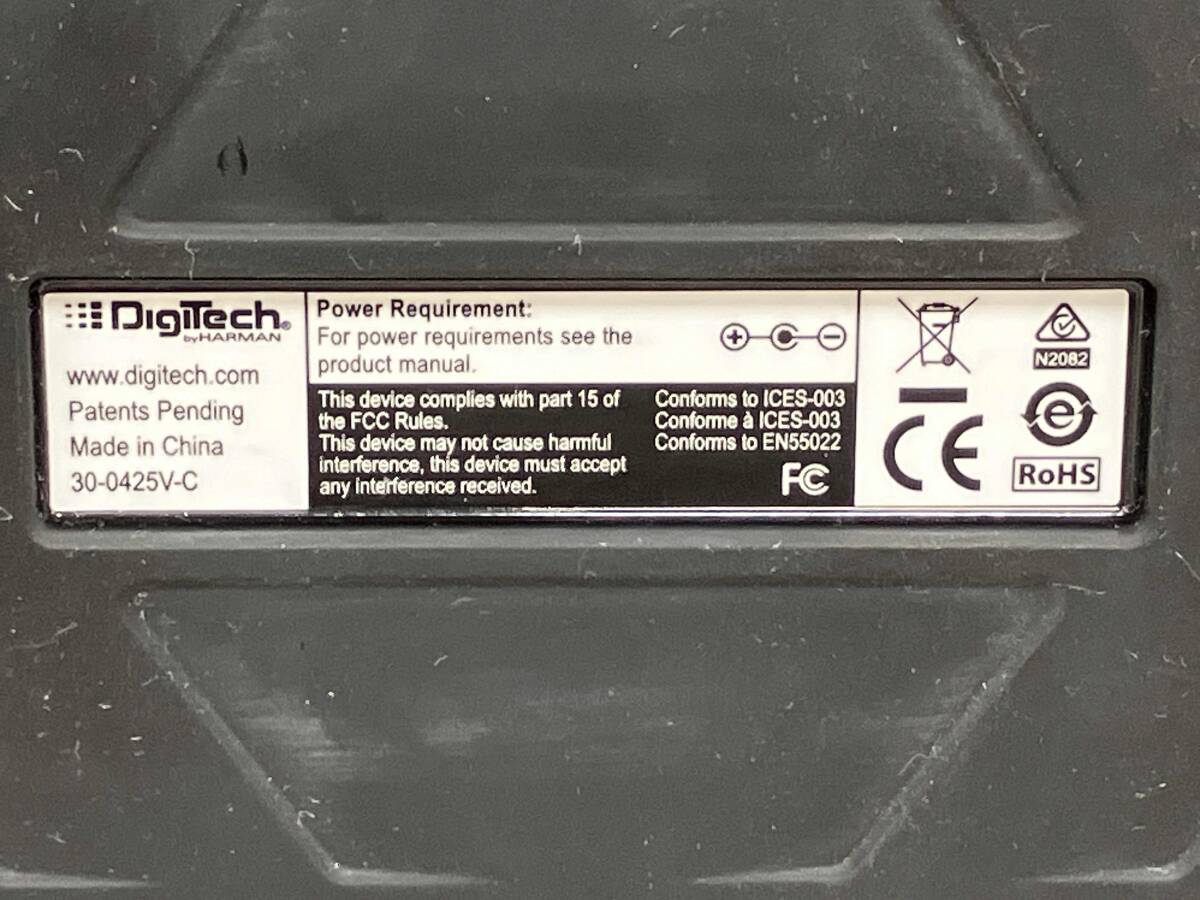 DigiTech®
by HARMAN
www.digitech.com
Patents Pending
Made in China
30-0425V-C
Power Requirement:
For power requirements see the
product manual.
This device complies with part 15 of
the FCC Rules.
This device may not cause harmful
interference, this device must accept
any interference received.
Conforms to ICES-003
Conforme à ICES-003
Conforms to EN55022
FC
N2082
CE
e
RoHS